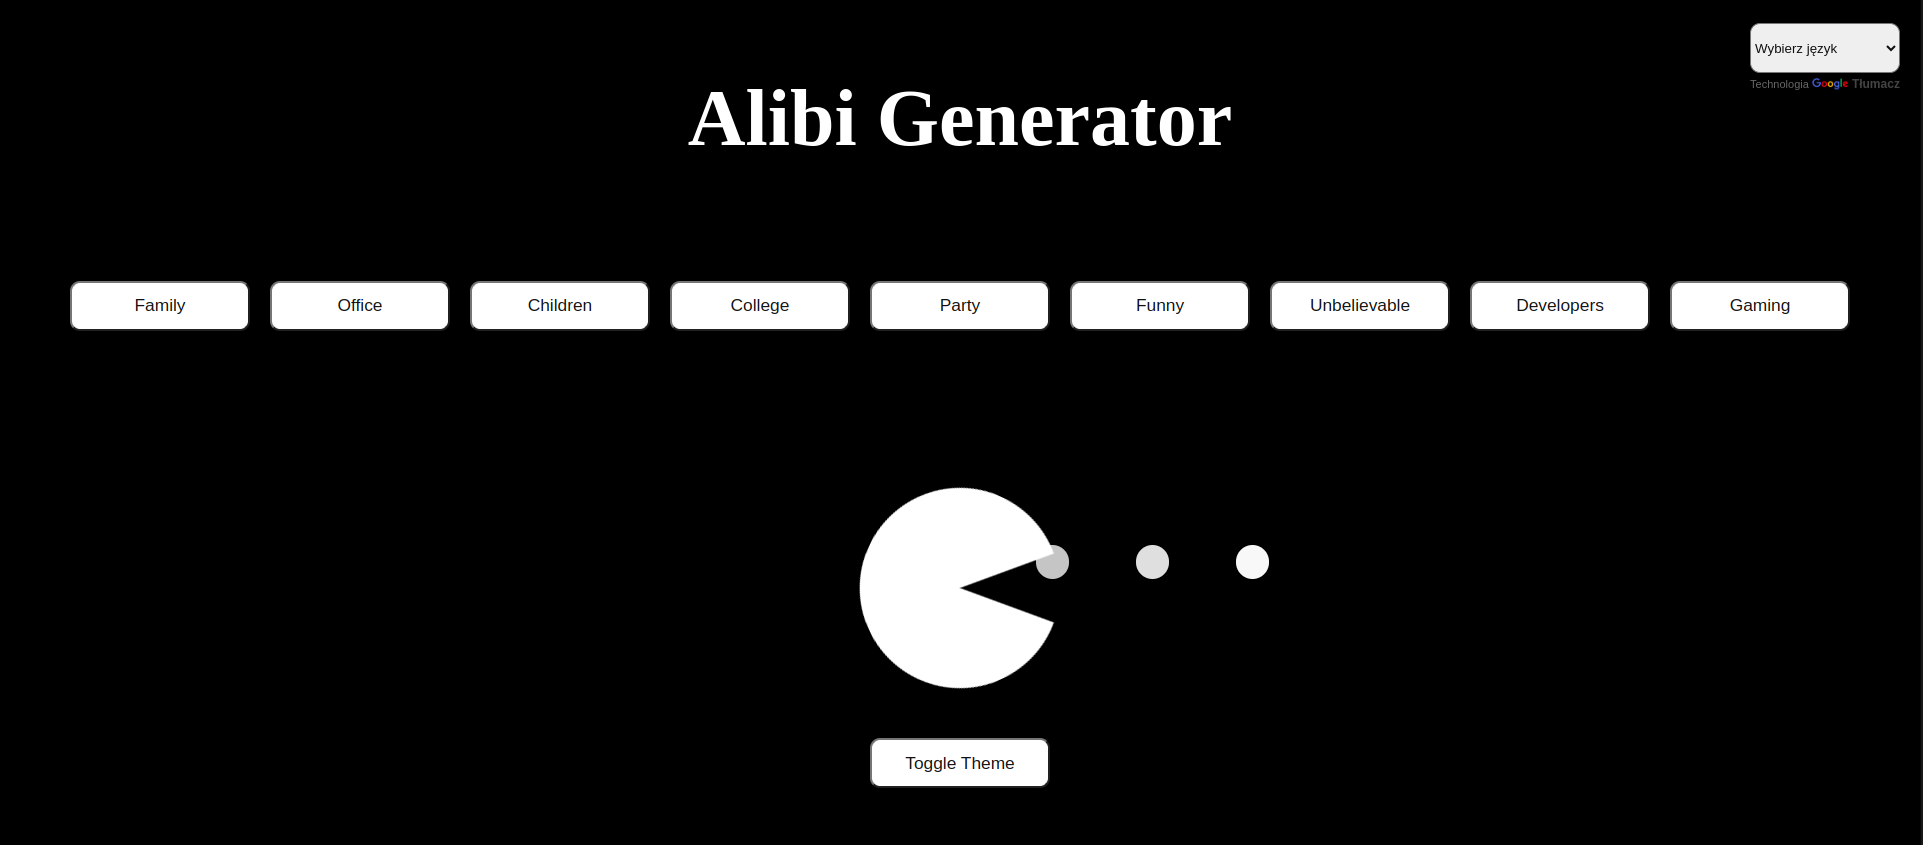 Wybierz język
Technologia Google Tłumacz
Alibi Generator
Family
Office
Children
College
Party
Funny
Unbelievable
Developers
Gaming
Toggle Theme